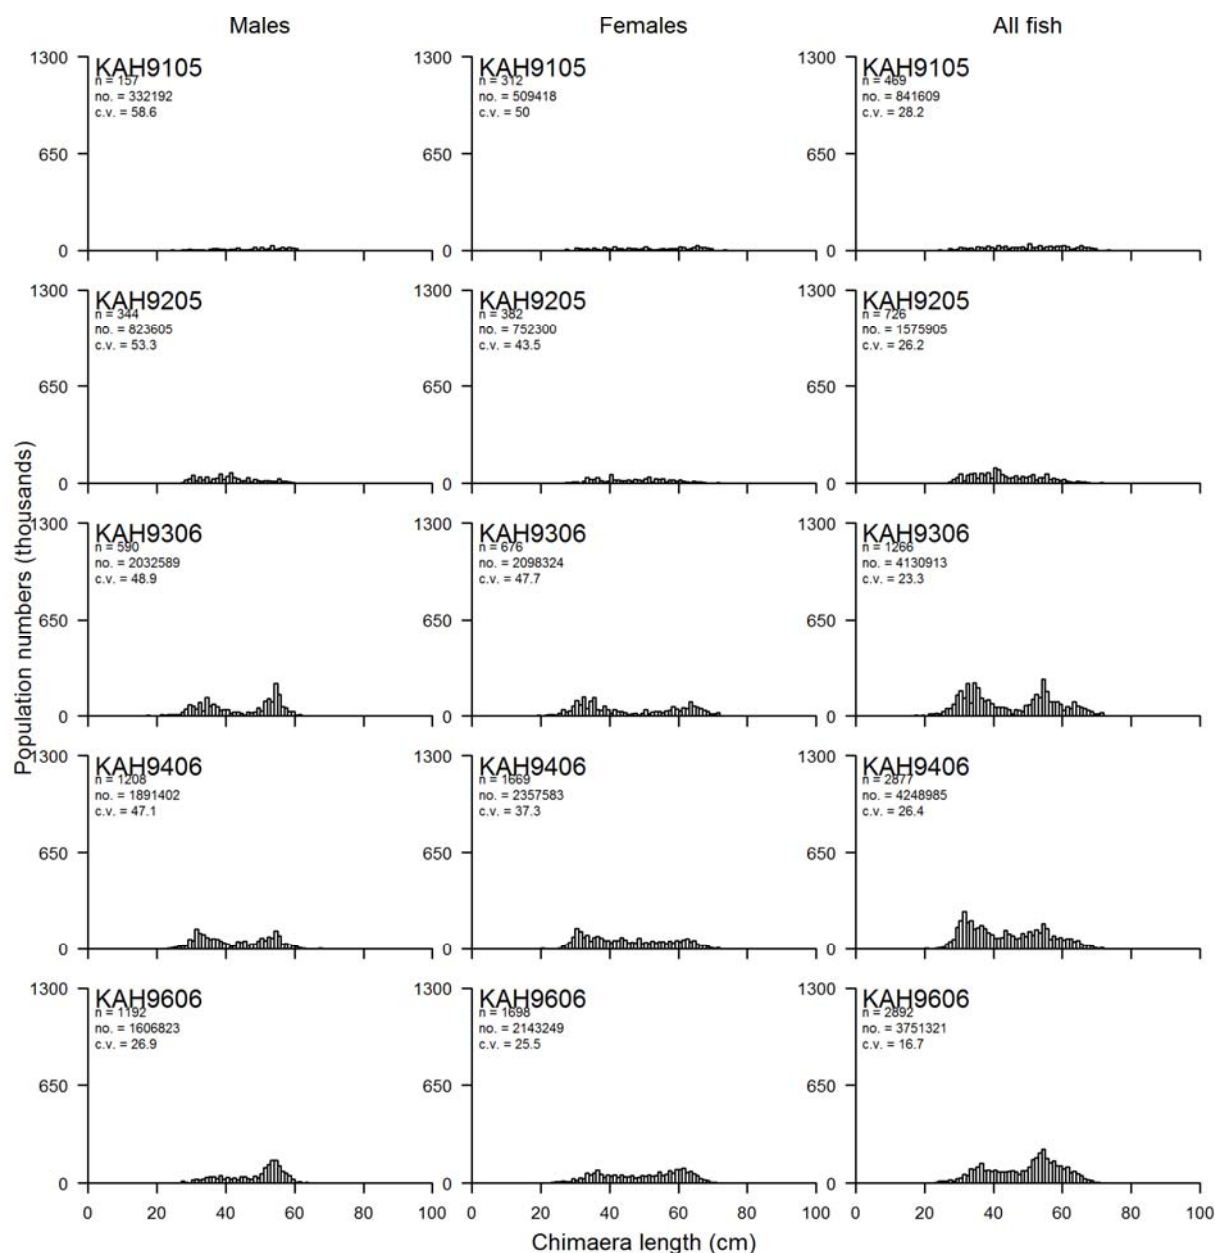 Males Females All fish
1300 KAH9105 1300 KAH9105 1300 KAH9105
n = 157 n = 312 n = 469
no. = 332192 no. = 509418 no. = 841609
c.v. = 58.6 c.v. = 50 c.v. = 28.2
650 650 650
0 0 0
1300 KAH9205 1300 KAH9205 1300 KAH9205
n = 344 n = 382 n = 726
no. = 823605 no. = 752300 no. = 1575905
c.v. = 53.3 c.v. = 43.5 c.v. = 26.2
650 650 650
0 0 0
Population numbers (thousands)
1300 KAH9306 1300 KAH9306 1300 KAH9306
n = 590 n = 676 n = 1266
no. = 2032589 no. = 2098324 no. = 4130913
c.v. = 48.9 c.v. = 47.7 c.v. = 23.3
650 650 650
0 0 0
1300 KAH9406 1300 KAH9406 1300 KAH9406
n = 1208 n = 1669 n = 2877
no. = 1891402 no. = 2357583 no. = 4248985
c.v. = 47.1 c.v. = 37.3 c.v. = 26.4
650 650 650
0 0 0
1300 KAH9606 1300 KAH9606 1300 KAH9606
n = 1192 n = 1698 n = 2892
no. = 1606823 no. = 2143249 no. = 3751321
c.v. = 26.9 c.v. = 25.5 c.v. = 16.7
650 650 650
0 0 0
0 20 40 60 80 100 0 20 40 60 80 100 0 20 40 60 80 100
Chimaera length (cm)